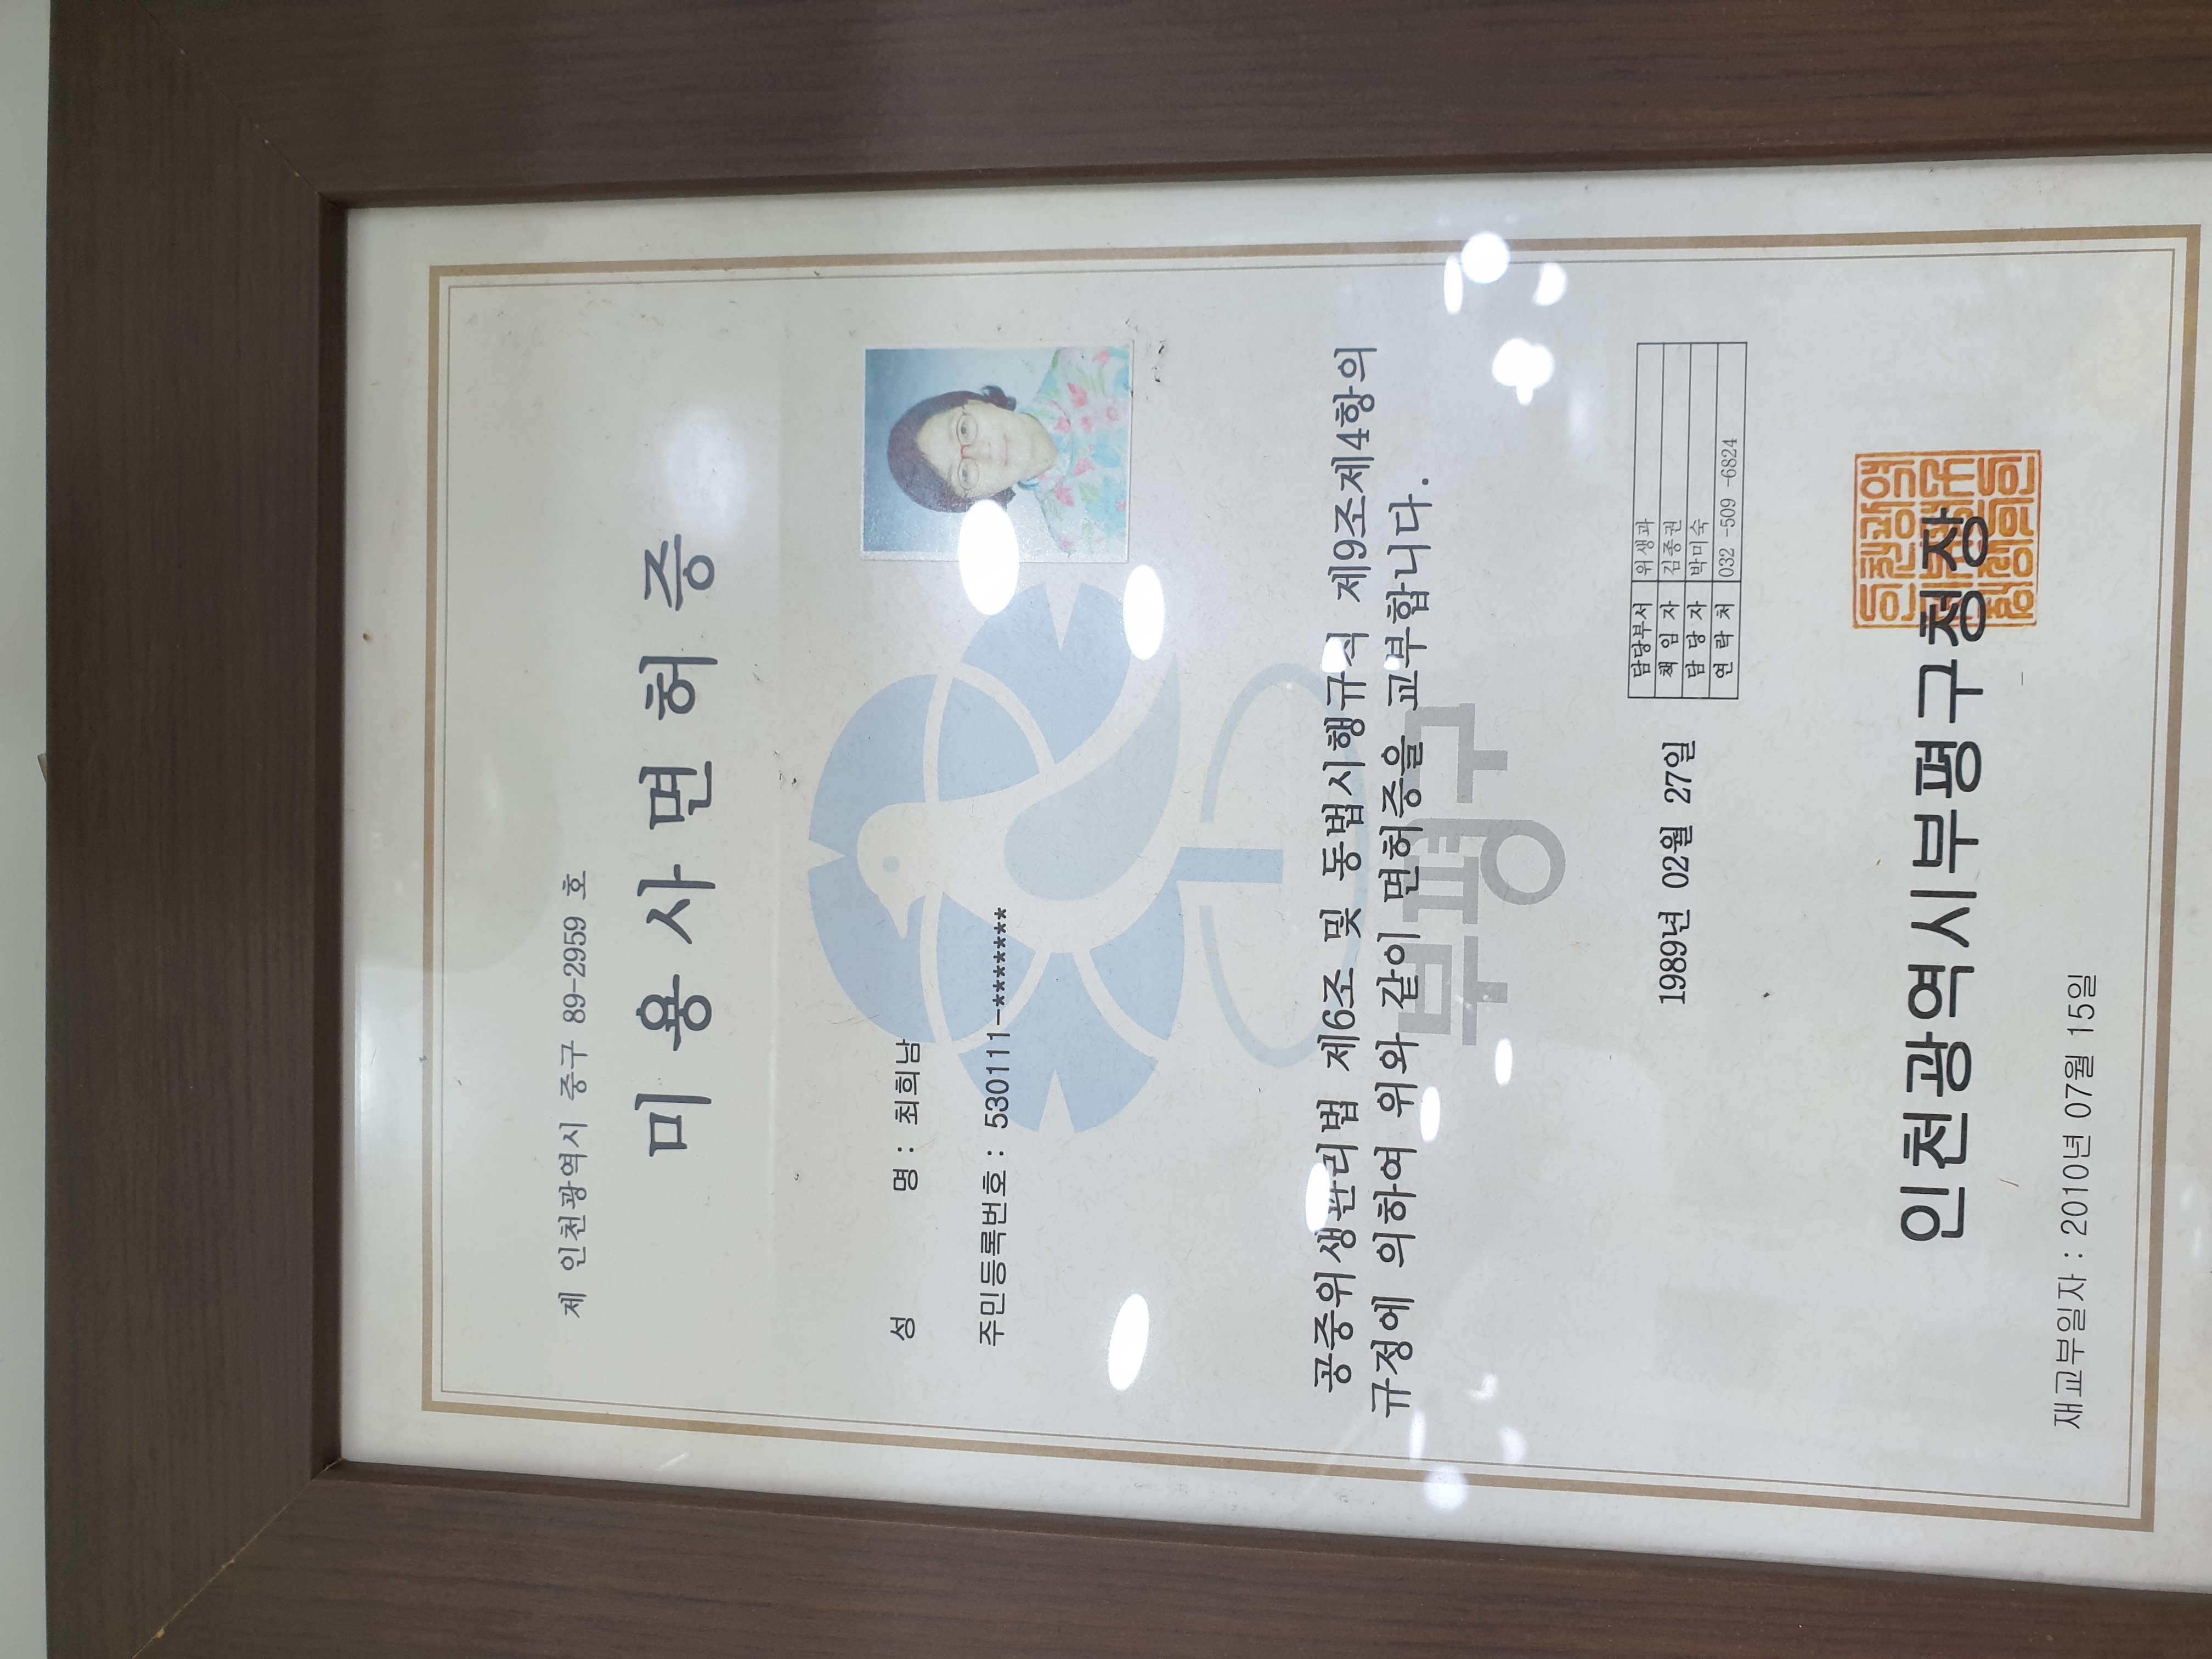 제 인천광역시 중구 89-2959 호
미 용 사 면 허 증
성 명 : 최희남
주민등록번호 : 530111-*******
공중위생관리법 제6조 및 동법시행규칙 제9조제4항의
규정에 의하여 위와 같이 면허증을 교부합니다.
부평구
1989년 02월 27일
담당부서 위생과
책 임 자 김종권
담 당 자 박미숙
연 락 처 032 -509 -6824
인천광역시부평구청장
재교부일자 : 2010년 07월 15일